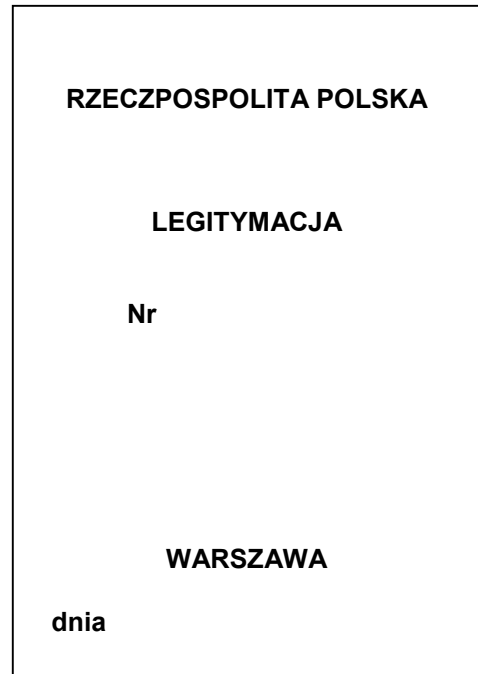 RZECZPOSPOLITA POLSKA
LEGITYMACJA
Nr
WARSZAWA
dnia